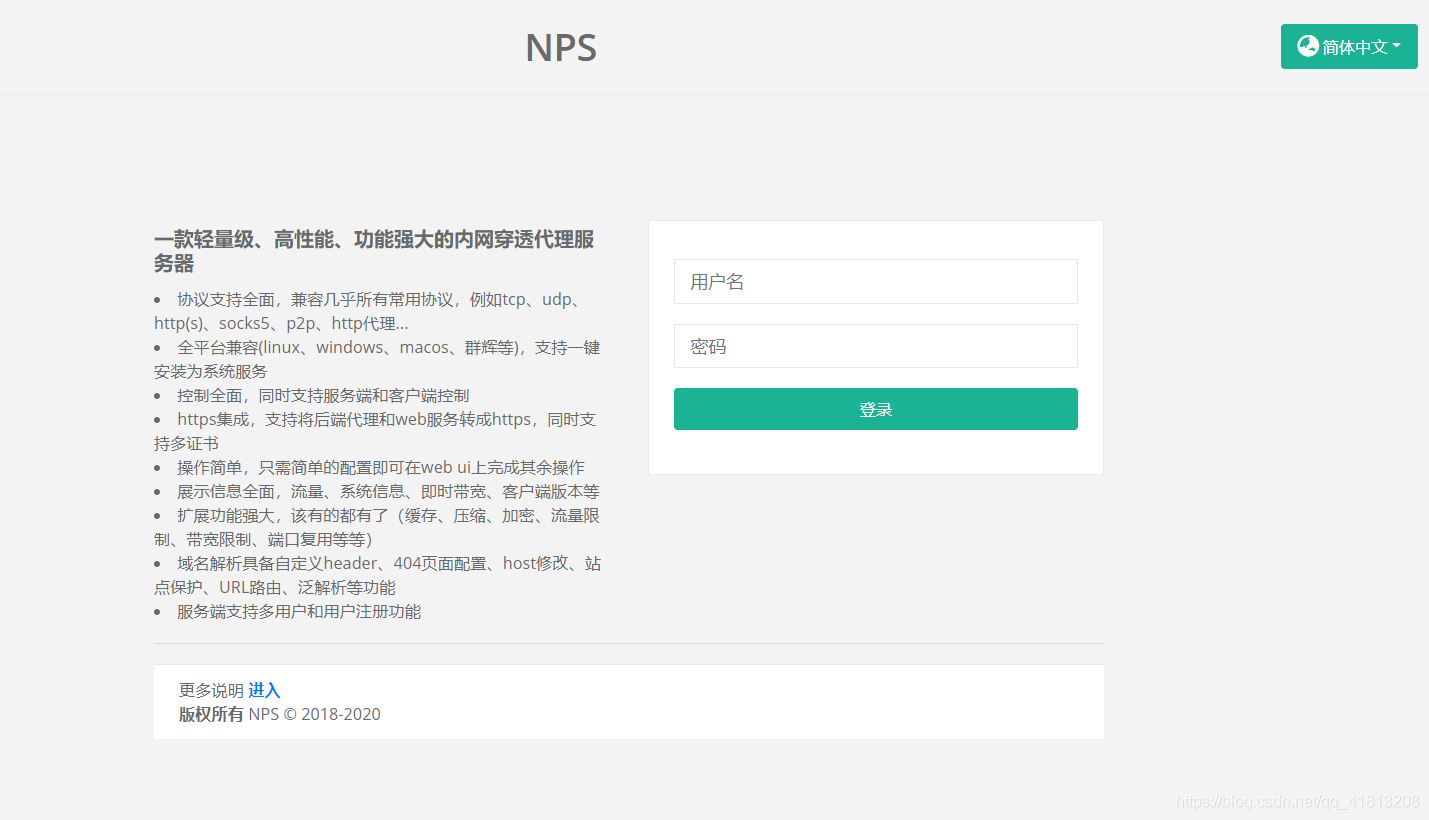 NPS
简体中文
一款轻量级、高性能、功能强大的内网穿透代理服
务器
• 协议支持全面，兼容几乎所有常用协议，例如tcp、udp、
http(s)、socks5、p2p、http代理...
• 全平台兼容(linux、windows、macos、群辉等)，支持一键
安装为系统服务
• 控制全面，同时支持服务端和客户端控制
• https集成，支持将后端代理和web服务转成https，同时支
持多证书
• 操作简单，只需简单的配置即可在web ui上完成其余操作
• 展示信息全面，流量、系统信息、即时带宽、客户端版本等
• 扩展功能强大，该有的都有了（缓存、压缩、加密、流量限
制、带宽限制、端口复用等等）
• 域名解析具备自定义header、404页面配置、host修改、站
点保护、URL路由、泛解析等功能
• 服务端支持多用户和用户注册功能
用户名
密码
登录
更多说明 进入
版权所有 NPS © 2018-2020
https://blog.csdn.net/qq_41813208